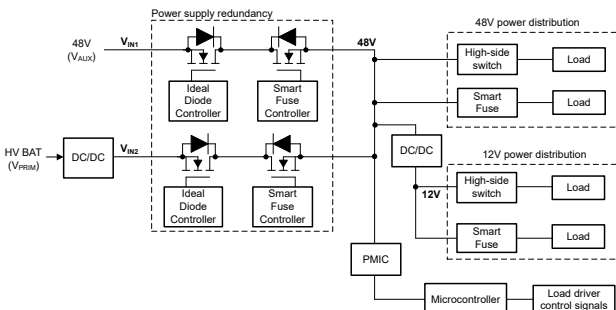 Power supply redundancy
48V power distribution
48V
(VAUX)
VIN1
48V
High-side
switch
Load
Ideal
Diode
Controller
Smart
Fuse
Controller
Smart
Fuse
Load
HV BAT
(VPRIM)
DC/DC
VIN2
DC/DC
12V power distribution
12V
High-side
switch
Load
Ideal
Diode
Controller
Smart
Fuse
Controller
Smart
Fuse
Load
PMIC
Microcontroller
Load driver
control signals